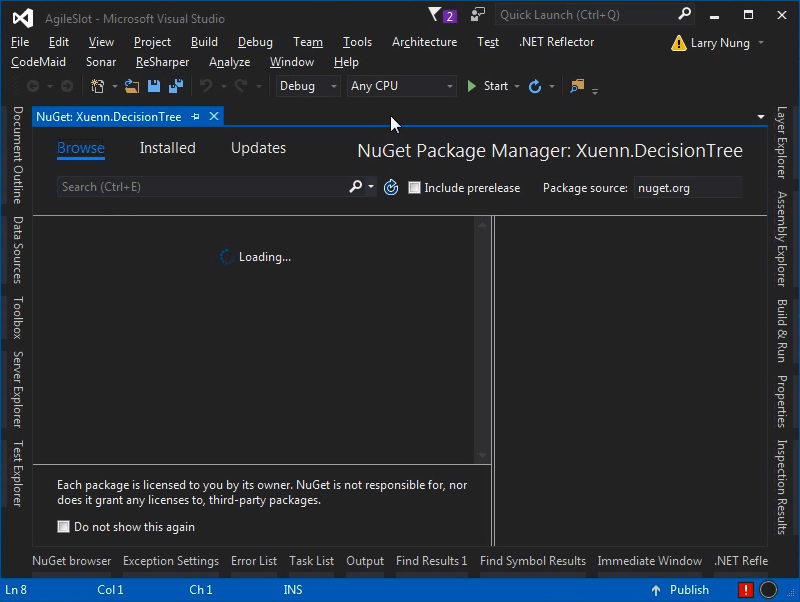 AgileSlot - Microsoft Visual Studio
2
Quick Launch (Ctrl+Q)
File Edit View Project Build Debug Team Tools Architecture Test .NET Reflector
Larry Nung
CodeMaid Sonar ReSharper Analyze Window Help
Debug Any CPU Start
NuGet: Xuenn.DecisionTree
Browse Installed Updates
NuGet Package Manager: Xuenn.DecisionTree
Search (Ctrl+E)
Include prerelease
Package source: nuget.org
Loading...
Each package is licensed to you by its owner. NuGet is not responsible for, nor
does it grant any licenses to, third-party packages.
Do not show this again
Document Outline
Data Sources
Toolbox
Server Explorer
Test Explorer
Layer Explorer
Assembly Explorer
Build & Run
Properties
Inspection Results
NuGet browser Exception Settings Error List Task List Output Find Results 1 Find Symbol Results Immediate Window .NET Refle
Ln 8 Col 1 Ch 1 INS Publish